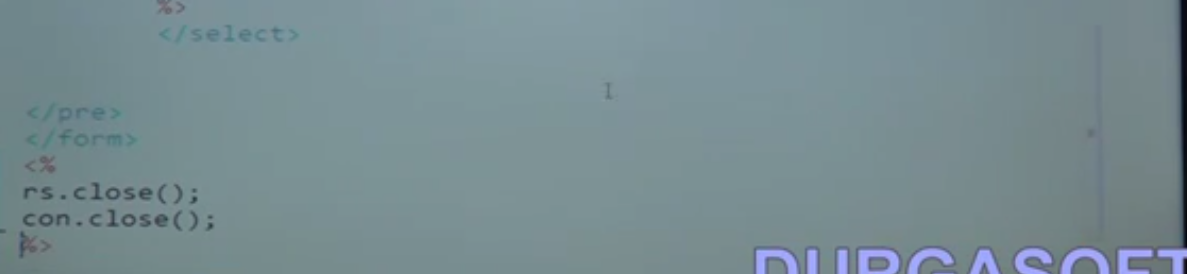 %>
</select>
</pre>
</form>
<%
rs.close();
con.close();
%>
DURGASOFT